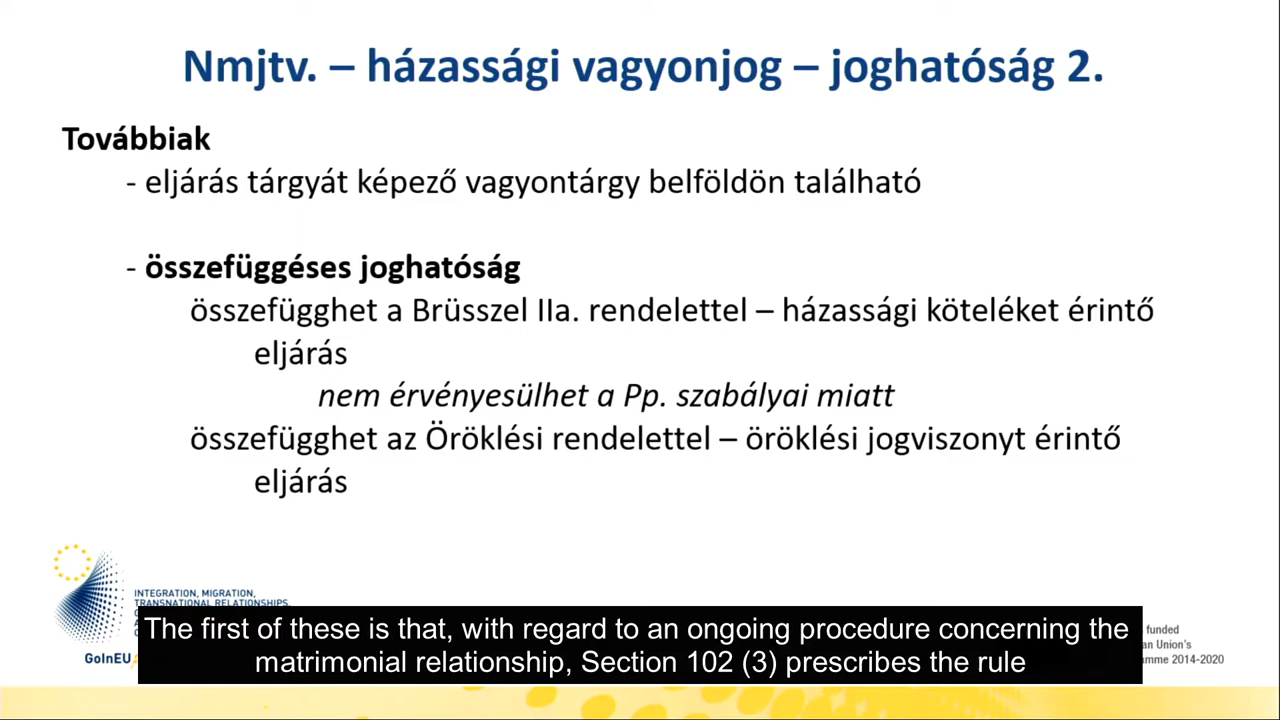 Nmjtv. – házassági vagyonjog – joghatóság 2.
Továbbiak
- eljárás tárgyát képező vagyontárgy belföldön található
- összefüggéses joghatóság
összefügghet a Brüsszel IIa. rendelettel – házassági köteléket érintő
eljárás
nem érvényesülhet a Pp. szabályai miatt
összefügghet az Öröklési rendelettel – öröklési jogviszonyt érintő
eljárás
INTEGRATION, MIGRATION,
TRANSNATIONAL RELATIONSHIPS.
GoInEU
funded
an Union's
amme 2014-2020
The first of these is that, with regard to an ongoing procedure concerning the
matrimonial relationship, Section 102 (3) prescribes the rule